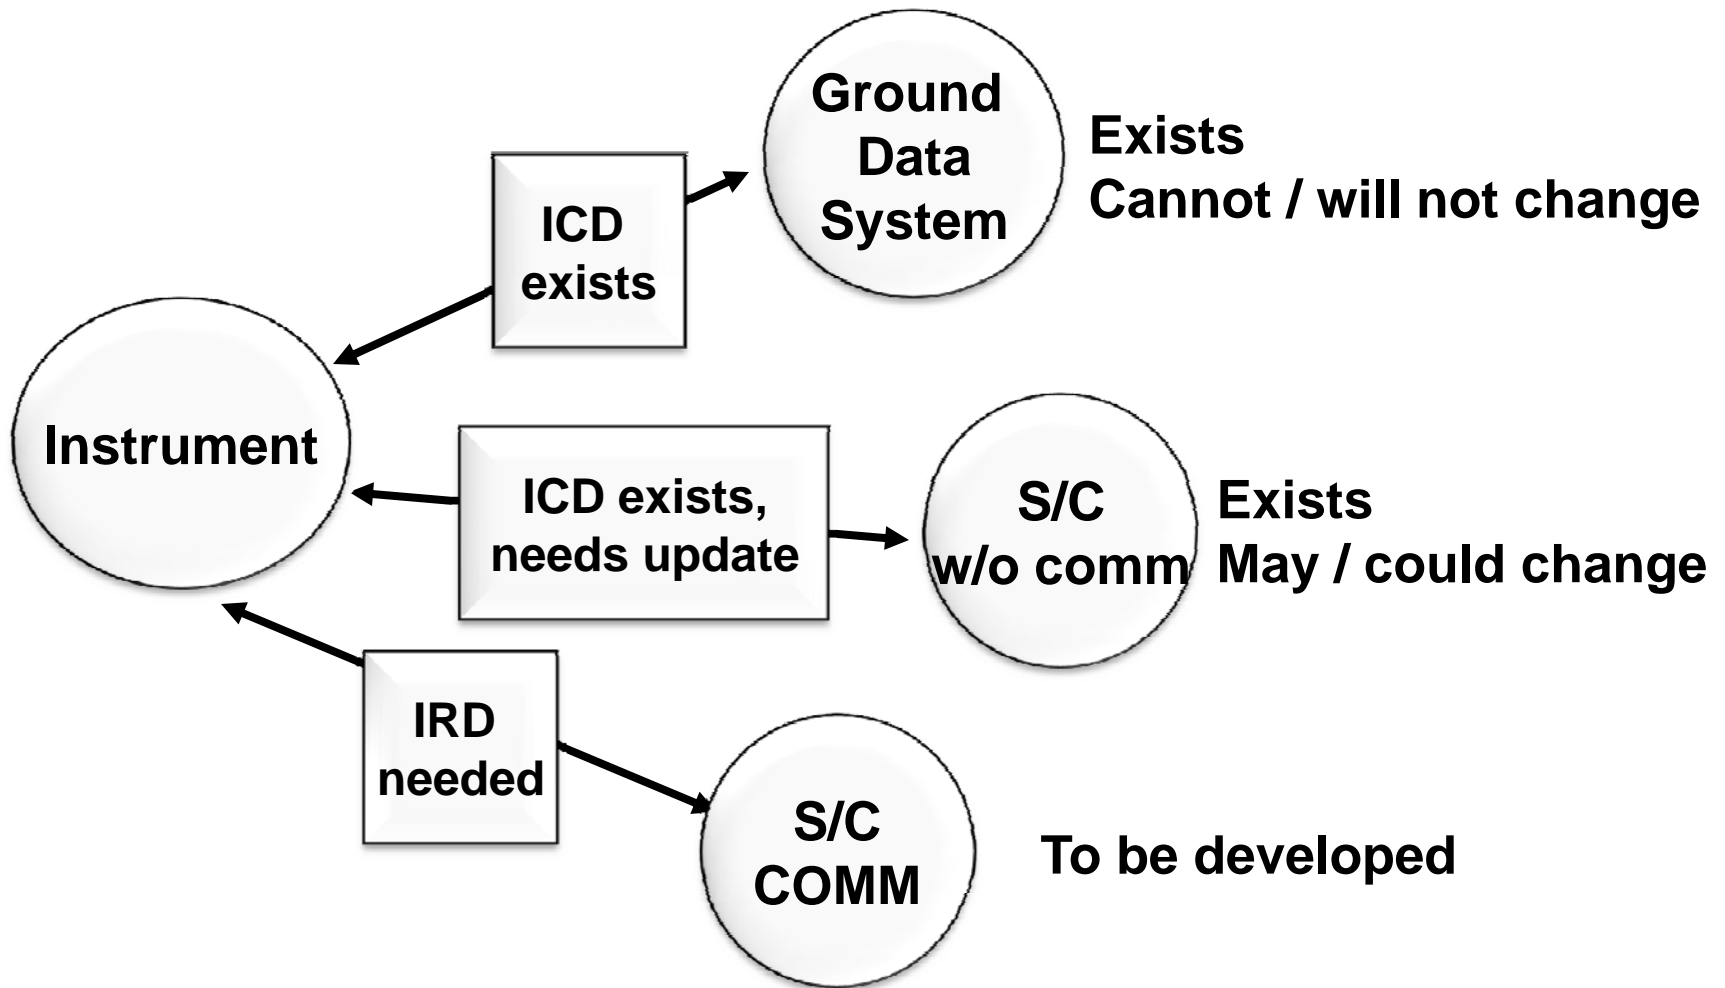 Ground
Data
System
Exists
Cannot / will not change
ICD
exists
Instrument
ICD exists,
needs update
S/C
w/o comm
Exists
May / could change
IRD
needed
S/C
COMM
To be developed